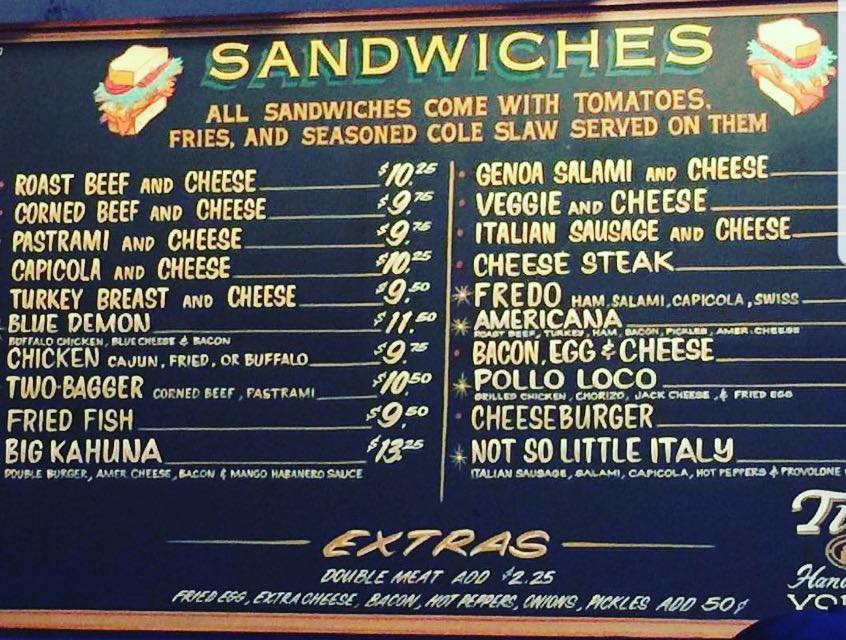 SANDWICHES
ALL SANDWICHES COME WITH TOMATOES,
FRIES, AND SEASONED COLE SLAW SERVED ON THEM
ROAST BEEF AND CHEESE $10.25
CORNED BEEF AND CHEESE $9.75
PASTRAMI AND CHEESE $9.75
CAPICOLA AND CHEESE $10.25
TURKEY BREAST AND CHEESE $9.50
BLUE DEMON $11.50
BUFFALO CHICKEN, BLUE CHEESE & BACON
CHICKEN CAJUN, FRIED, OR BUFFALO $9.75
TWO-BAGGER CORNED BEEF, PASTRAMI $10.50
FRIED FISH $9.50
BIG KAHUNA $13.25
DOUBLE BURGER, AMER. CHEESE, BACON & MANGO HABANERO SAUCE
GENOA SALAMI AND CHEESE
VEGGIE AND CHEESE
ITALIAN SAUSAGE AND CHEESE
CHEESE STEAK
FREDO HAM, SALAMI, CAPICOLA, SWISS
AMERICANA
ROAST BEEF, TURKEY, HAM, BACON, PICKLES, AMER. CHEESE
BACON, EGG & CHEESE
POLLO LOCO
GRILLED CHICKEN, CHORIZO, JACK CHEESE, & FRIED EGG
CHEESEBURGER
NOT SO LITTLE ITALY
ITALIAN SAUSAGE, SALAMI, CAPICOLA, HOT PEPPERS & PROVOLONE
EXTRAS
DOUBLE MEAT ADD $2.25
FRIED EGG, EXTRA CHEESE, BACON, HOT PEPPERS, ONIONS, PICKLES ADD 50¢